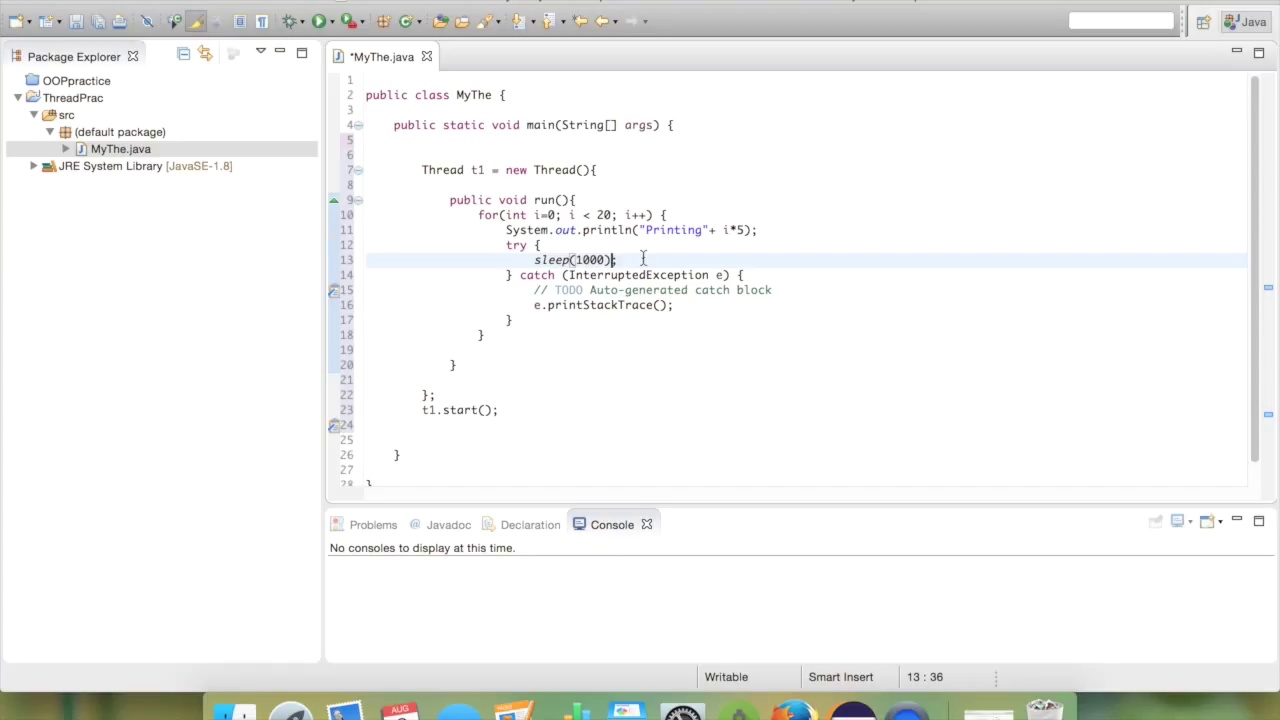 Java
Package Explorer
OOPpractice
ThreadPrac
src
(default package)
MyThe.java
JRE System Library [JavaSE-1.8]
*MyThe.java
1
2 public class MyThe {
3
4 public static void main(String[] args) {
5
6
7 Thread t1 = new Thread(){
8
9 public void run(){
10 for(int i=0; i < 20; i++) {
11 System.out.println("Printing"+ i*5);
12 try {
13 sleep(1000);
14 } catch (InterruptedException e) {
15 // TODO Auto-generated catch block
16 e.printStackTrace();
17 }
18 }
19
20 }
21
22 };
23 t1.start();
24
25
26 }
27
28 }
Problems @ Javadoc Declaration Console
No consoles to display at this time.
Writable Smart Insert 13 : 36
AUG